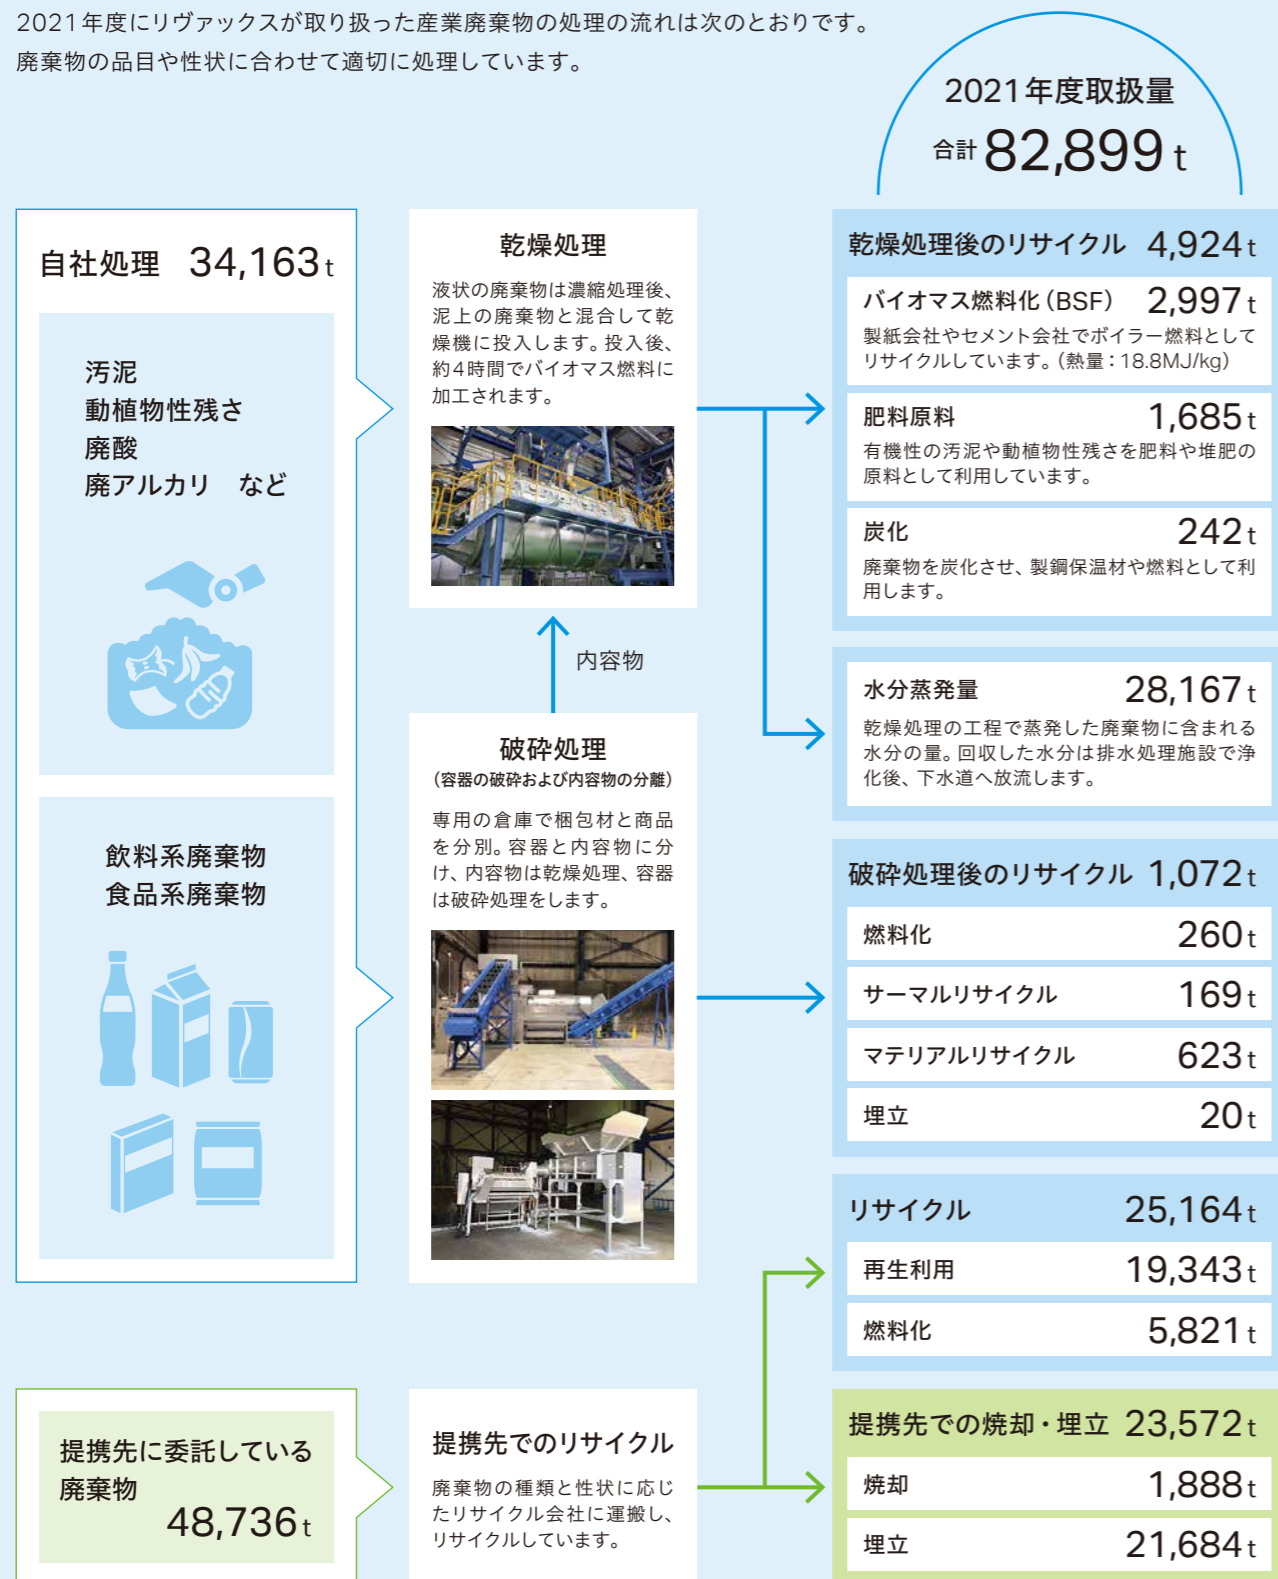 2021年度にリヴァックスが取り扱った産業廃棄物の処理の流れは次のとおりです。
廃棄物の品目や性状に合わせて適切に処理しています。
2021年度取扱量
合計 82,899 t
自社処理 34,163 t
汚泥
動植物性残さ
廃酸
廃アルカリ など
飲料系廃棄物
食品系廃棄物
乾燥処理
液状の廃棄物は濃縮処理後、
泥上の廃棄物と混合して乾
燥機に投入します。投入後、
約4時間でバイオマス燃料に
加工されます。
内容物
破砕処理
(容器の破砕および内容物の分離)
専用の倉庫で梱包材と商品
を分別。容器と内容物に分
け、内容物は乾燥処理、容器
は破砕処理をします。
乾燥処理後のリサイクル 4,924 t
バイオマス燃料化(BSF) 2,997 t
製紙会社やセメント会社でボイラー燃料として
リサイクルしています。(熱量：18.8MJ/kg)
肥料原料 1,685 t
有機性の汚泥や動植物性残さを肥料や堆肥の
原料として利用しています。
炭化 242 t
廃棄物を炭化させ、製鋼保温材や燃料として利
用します。
水分蒸発量 28,167 t
乾燥処理の工程で蒸発した廃棄物に含まれる
水分の量。回収した水分は排水処理施設で浄
化後、下水道へ放流します。
破砕処理後のリサイクル 1,072 t
燃料化 260 t
サーマルリサイクル 169 t
マテリアルリサイクル 623 t
埋立 20 t
リサイクル 25,164 t
再生利用 19,343 t
燃料化 5,821 t
提携先に委託している
廃棄物
48,736 t
提携先でのリサイクル
廃棄物の種類と性状に応じ
たリサイクル会社に運搬し、
リサイクルしています。
提携先での焼却・埋立 23,572 t
焼却 1,888 t
埋立 21,684 t